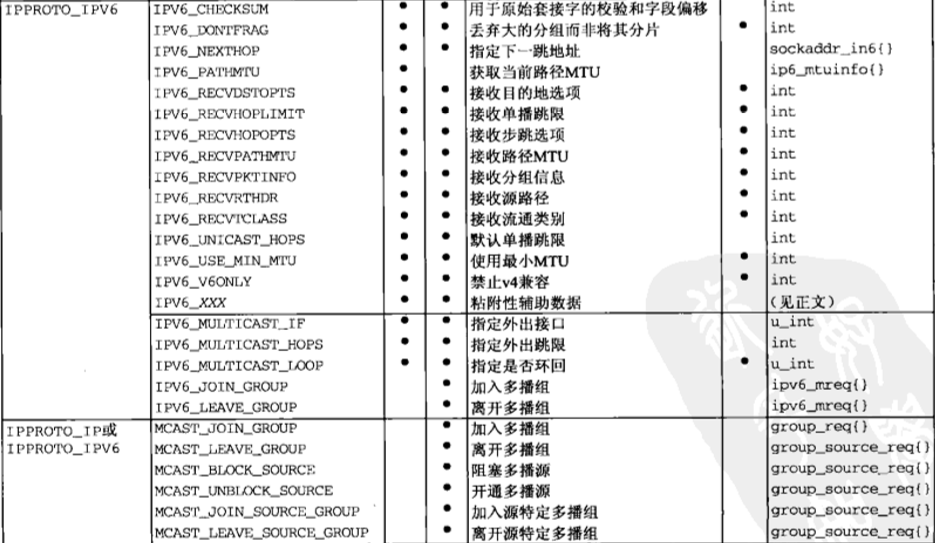 IPPROTO_IPV6 IPV6_CHECKSUM • • 用于原始套接字的校验和字段偏移 int
IPV6_DONTFRAG • • 丢弃大的分组而非将其分片 • int
IPV6_NEXTHOP • • 指定下一跳地址 sockaddr_in6{}
IPV6_PATHMTU • 获取当前路径MTU ip6_mtuinfo{}
IPV6_RECVDSTOPTS • • 接收目的地选项 • int
IPV6_RECVHOPLIMIT • • 接收单播跳限 • int
IPV6_RECVHOPOPTS • • 接收步跳选项 • int
IPV6_RECVPATHMTU • • 接收路径MTU • int
IPV6_RECVPKTINFO • • 接收分组信息 • int
IPV6_RECVRTHDR • • 接收源路径 • int
IPV6_RECVTCLASS • • 接收流通类别 • int
IPV6_UNICAST_HOPS • • 默认单播跳限 int
IPV6_USE_MIN_MTU • • 使用最小MTU • int
IPV6_V6ONLY • • 禁止v4兼容 • int
IPV6_XXX • • 粘附性辅助数据 (见正文)
IPV6_MULTICAST_IF • • 指定外出接口 u_int
IPV6_MULTICAST_HOPS • • 指定外出跳限 int
IPV6_MULTICAST_LOOP • • 指定是否环回 • u_int
IPV6_JOIN_GROUP • 加入多播组 ipv6_mreq{}
IPV6_LEAVE_GROUP • 离开多播组 ipv6_mreq{}
IPPROTO_IP或 MCAST_JOIN_GROUP • 加入多播组 group_req{}
IPPROTO_IPV6 MCAST_LEAVE_GROUP • 离开多播组 group_source_req{}
MCAST_BLOCK_SOURCE • 阻塞多播源 group_source_req{}
MCAST_UNBLOCK_SOURCE • 开通多播源 group_source_req{}
MCAST_JOIN_SOURCE_GROUP • 加入源特定多播组 group_source_req{}
MCAST_LEAVE_SOURCE_GROUP • 离开源特定多播组 group_source_req{}